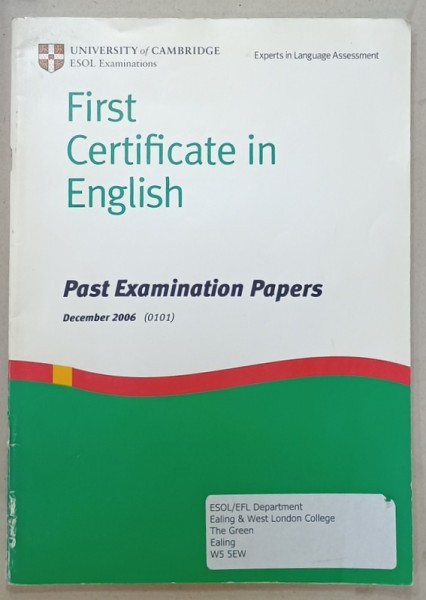 UNIVERSITY of CAMBRIDGE
ESOL Examinations
Experts in Language Assessment
First
Certificate in
English
Past Examination Papers
December 2006 (0101)
ESOL/EFL Department
Ealing & West London College
The Green
Ealing
W5 5EW